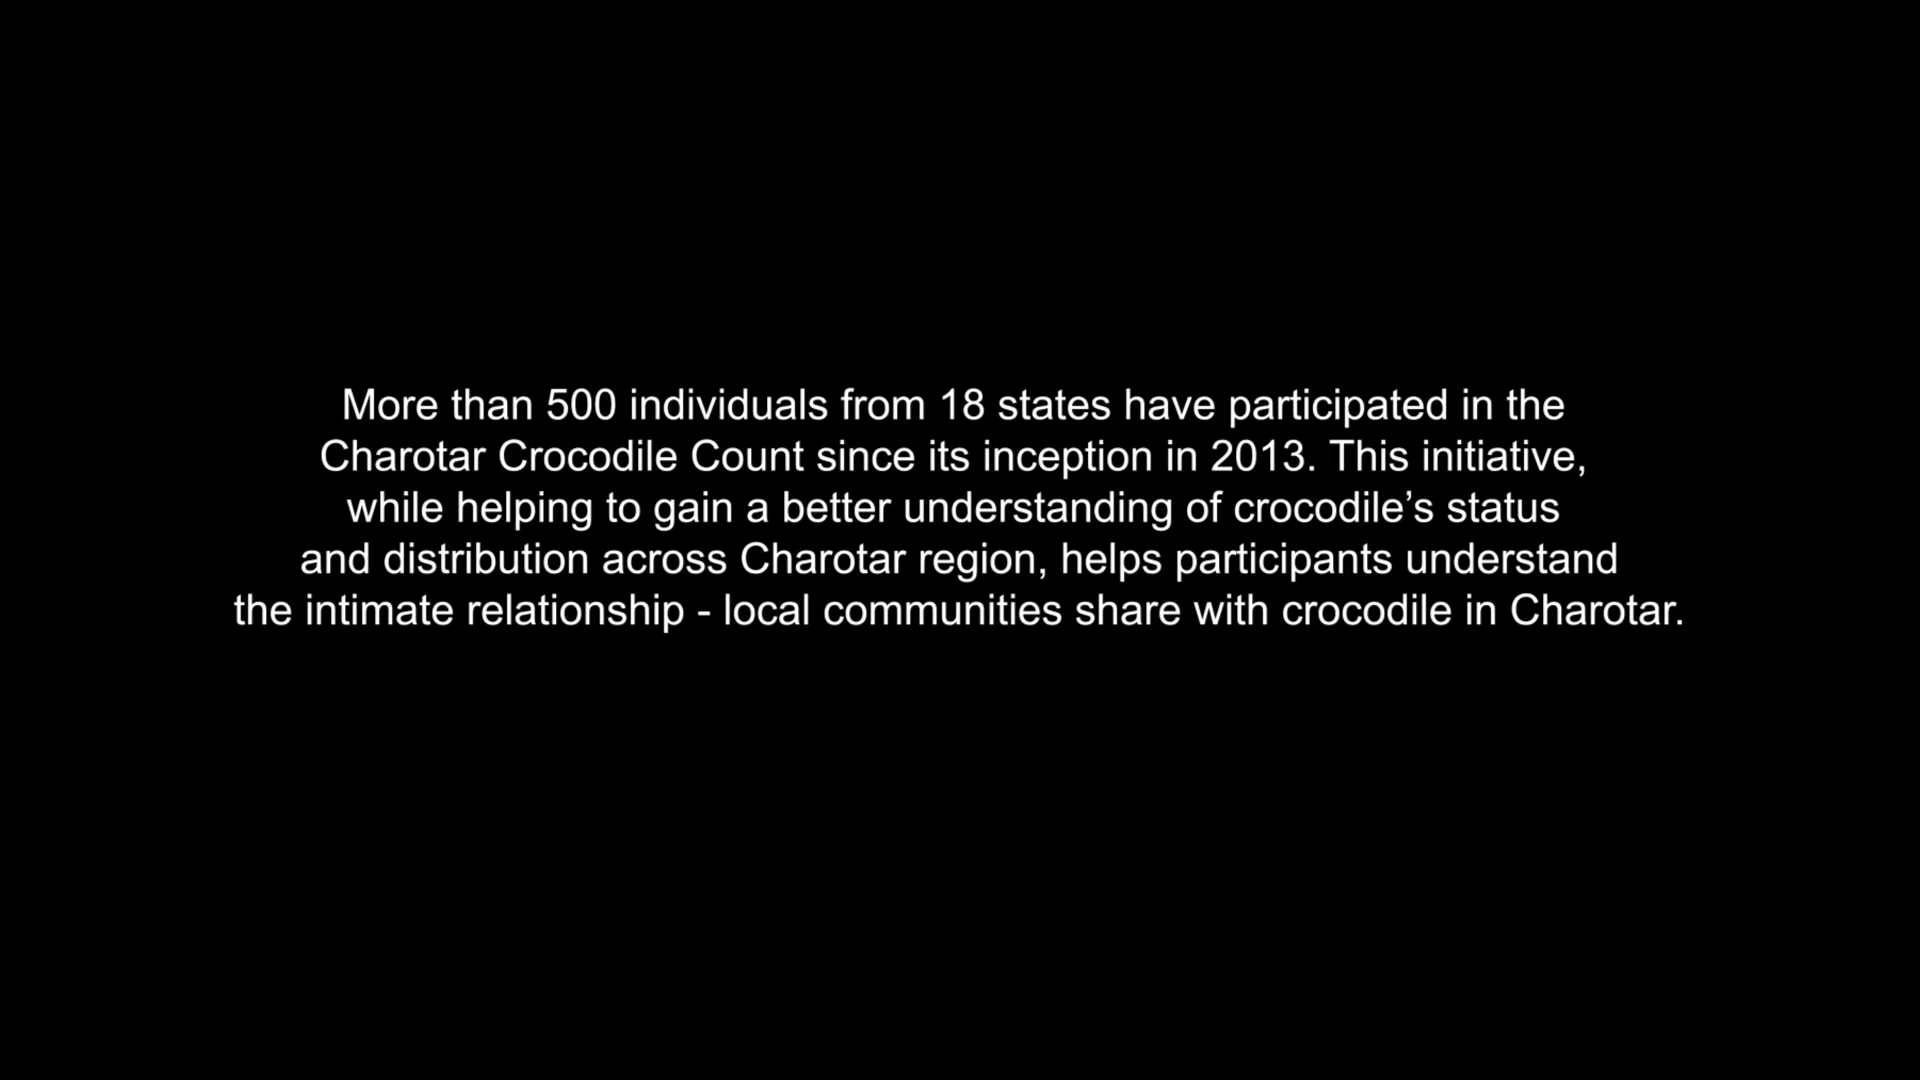 More than 500 individuals from 18 states have participated in the
Charotar Crocodile Count since its inception in 2013. This initiative,
while helping to gain a better understanding of crocodile’s status
and distribution across Charotar region, helps participants understand
the intimate relationship - local communities share with crocodile in Charotar.